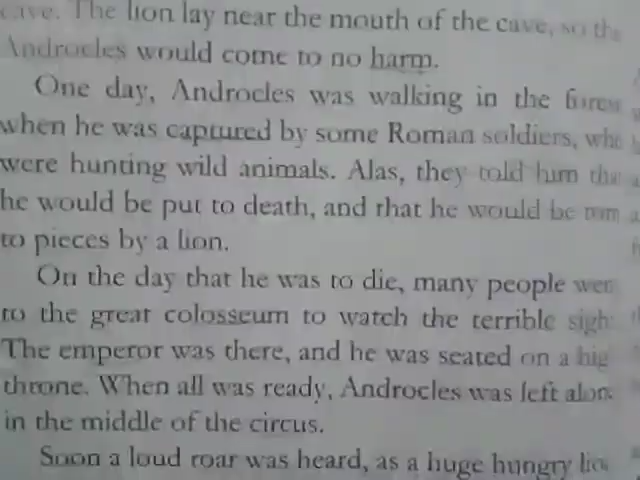 cave. The lion lay near the mouth of the cave, so
Androcles would come to no harm.
One day, Androcles was walking in the forest
when he was captured by some Roman soldiers, who
were hunting wild animals. Alas, they told him that
he would be put to death, and that he would be torn
to pieces by a lion.
On the day that he was to die, many people went
to the great colosseum to watch the terrible sight
The emperor was there, and he was seated on a hig
throne. When all was ready, Androcles was left alone
in the middle of the circus.
Soon a loud roar was heard, as a huge hungry lion